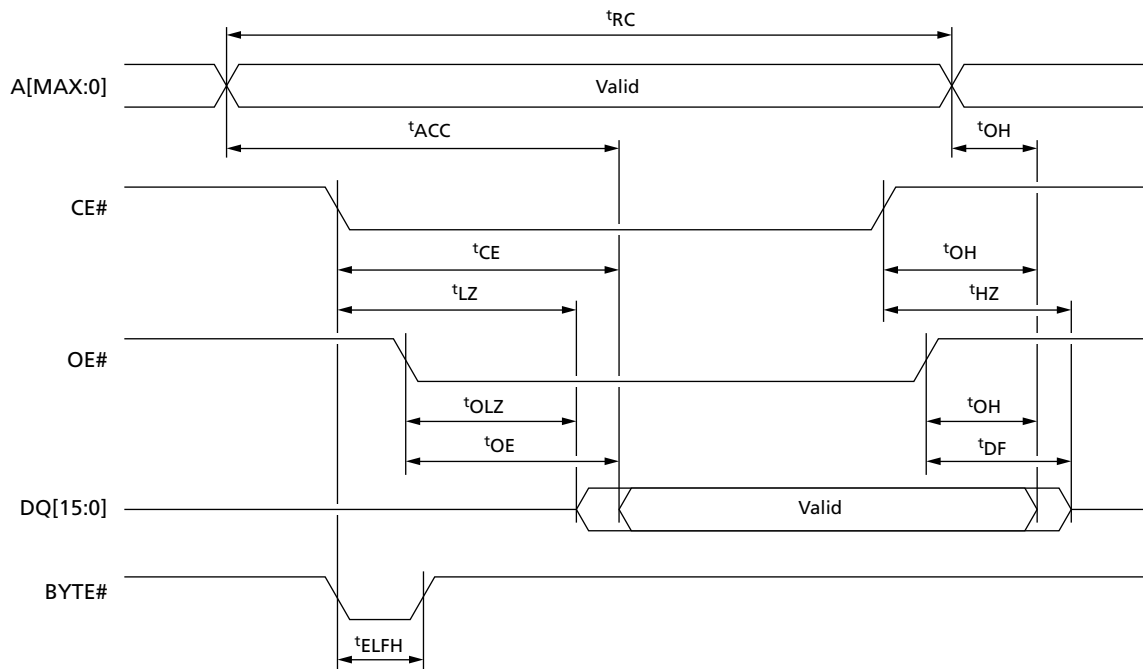 tRC
A[MAX:0]
Valid
tACC
tOH
CE#
tCE
tOH
tLZ
tHZ
OE#
tOLZ
tOH
tOE
tDF
DQ[15:0]
Valid
BYTE#
tELFH